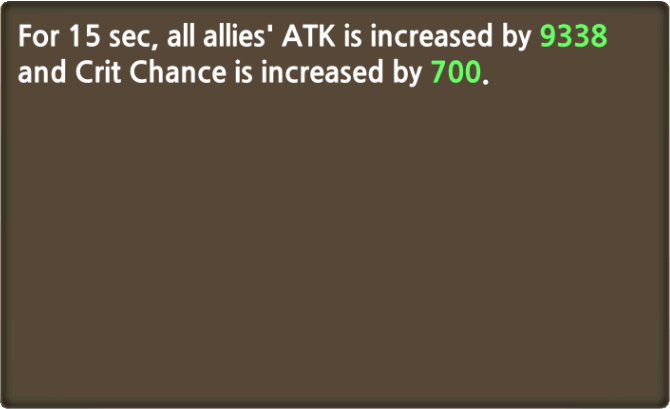 For 15 sec, all allies' ATK is increased by 9338
and Crit Chance is increased by 700.